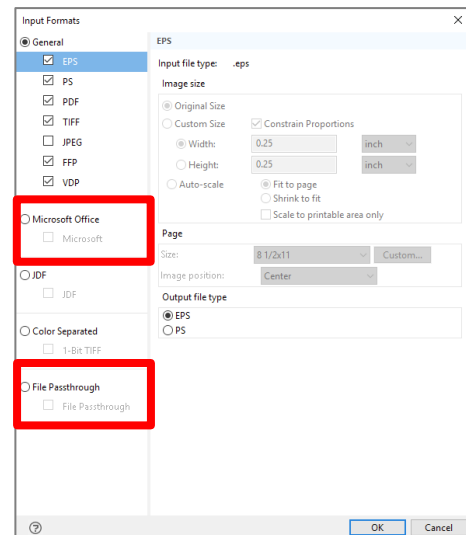 Input Formats
General
EPS
PS
PDF
TIFF
JPEG
FFP
VDP
Microsoft Office
Microsoft
JDF
JDF
Color Separated
1-Bit TIFF
File Passthrough
File Passthrough
EPS
Input file type: .eps
Image size
Original Size
Custom Size Constrain Proportions
Width: 0.25 inch
Height: 0.25 inch
Auto-scale Fit to page
Shrink to fit
Scale to printable area only
Page
Size: 8 1/2x11 Custom...
Image position: Center
Output file type
EPS
PS
? OK Cancel